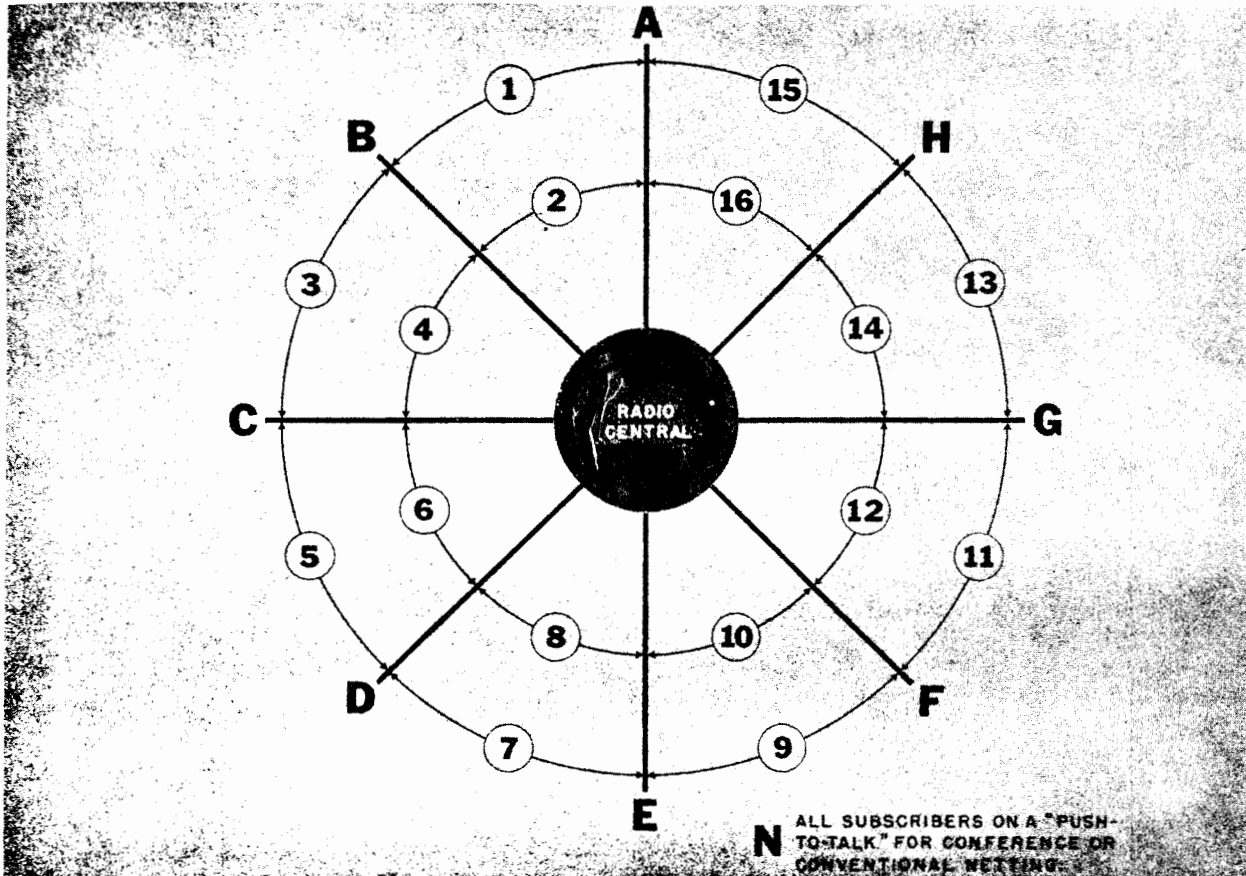 A
1
15
B
H
2
16
3
13
4
14
RADIO
CENTRAL
C
G
6
12
5
11
8
10
D
F
7
9
E
N ALL SUBSCRIBERS ON A "PUSH-
TO-TALK" FOR CONFERENCE OR
CONVENTIONAL NETTING.